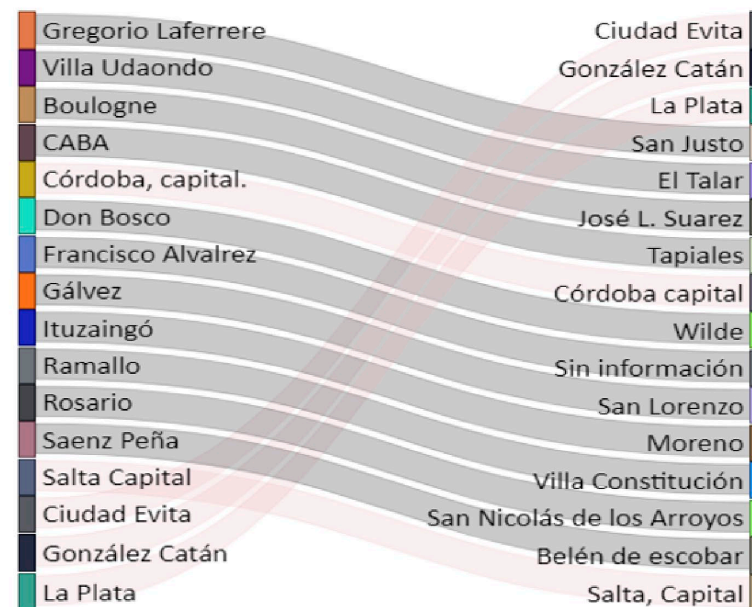 Gregorio Laferrere
Villa Udaondo
Boulogne
CABA
Córdoba, capital.
Don Bosco
Francisco Alvalrez
Gálvez
Ituzaingó
Ramallo
Rosario
Saenz Peña
Salta Capital
Ciudad Evita
González Catán
La Plata
Ciudad Evita
González Catán
La Plata
San Justo
El Talar
José L. Suarez
Tapiales
Córdoba capital
Wilde
Sin información
San Lorenzo
Moreno
Villa Constitución
San Nicolás de los Arroyos
Belén de escobar
Salta, Capital